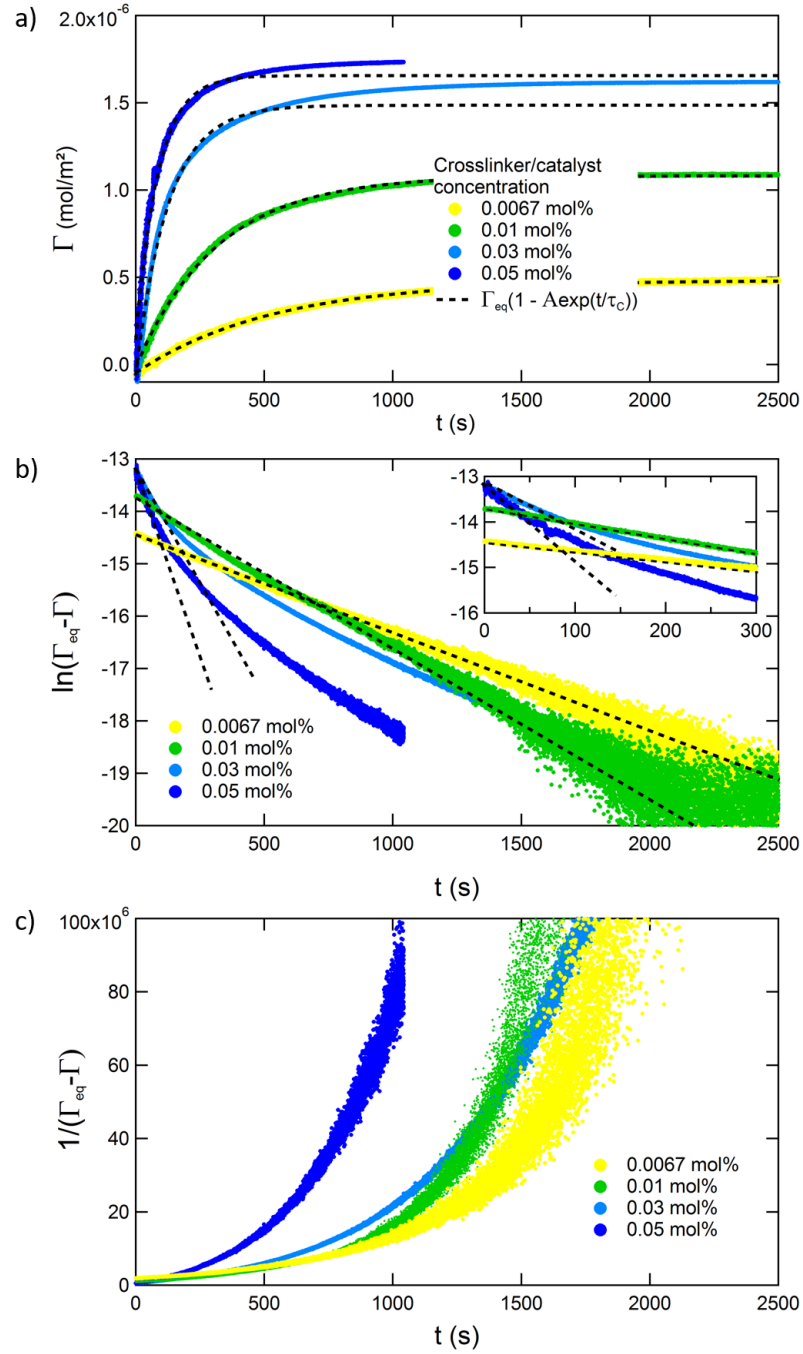 a)
2.0x10⁻⁶
1.5
1.0
0.5
0.0
Γ (mol/m²)
Crosslinker/catalyst
concentration
0.0067 mol%
0.01 mol%
0.03 mol%
0.05 mol%
Γeq(1 - Aexp(t/τC))
0 500 1000 1500 2000 2500
t (s)
b)
-13
-14
-15
-16
-17
-18
-19
-20
ln(Γeq-Γ)
-13
-14
-15
-16
0 100 200 300
0.0067 mol%
0.01 mol%
0.03 mol%
0.05 mol%
0 500 1000 1500 2000 2500
t (s)
c)
100x10⁶
80
60
40
20
0
1/(Γeq-Γ)
0.0067 mol%
0.01 mol%
0.03 mol%
0.05 mol%
0 500 1000 1500 2000 2500
t (s)